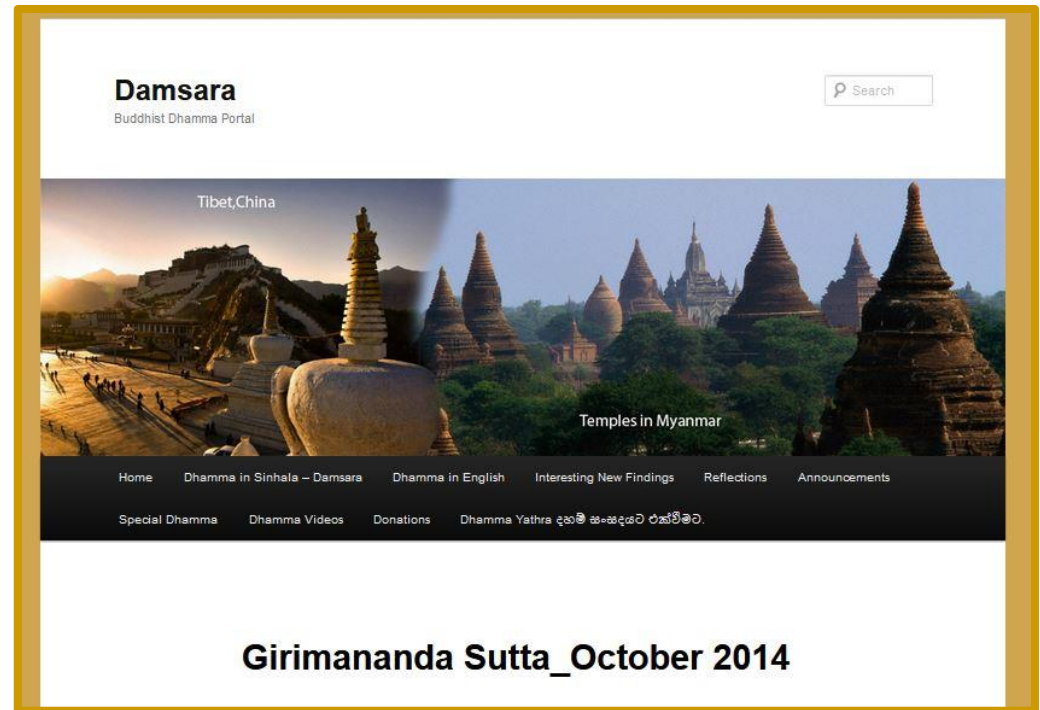 Damsara
Buddhist Dhamma Portal
Search
Tibet,China
Temples in Myanmar
Home Dhamma in Sinhala – Damsara Dhamma in English Interesting New Findings Reflections Announcements
Special Dhamma Dhamma Videos Donations Dhamma Yathra දහම් සංසදයට එක්වීමට.
Girimananda Sutta_October 2014